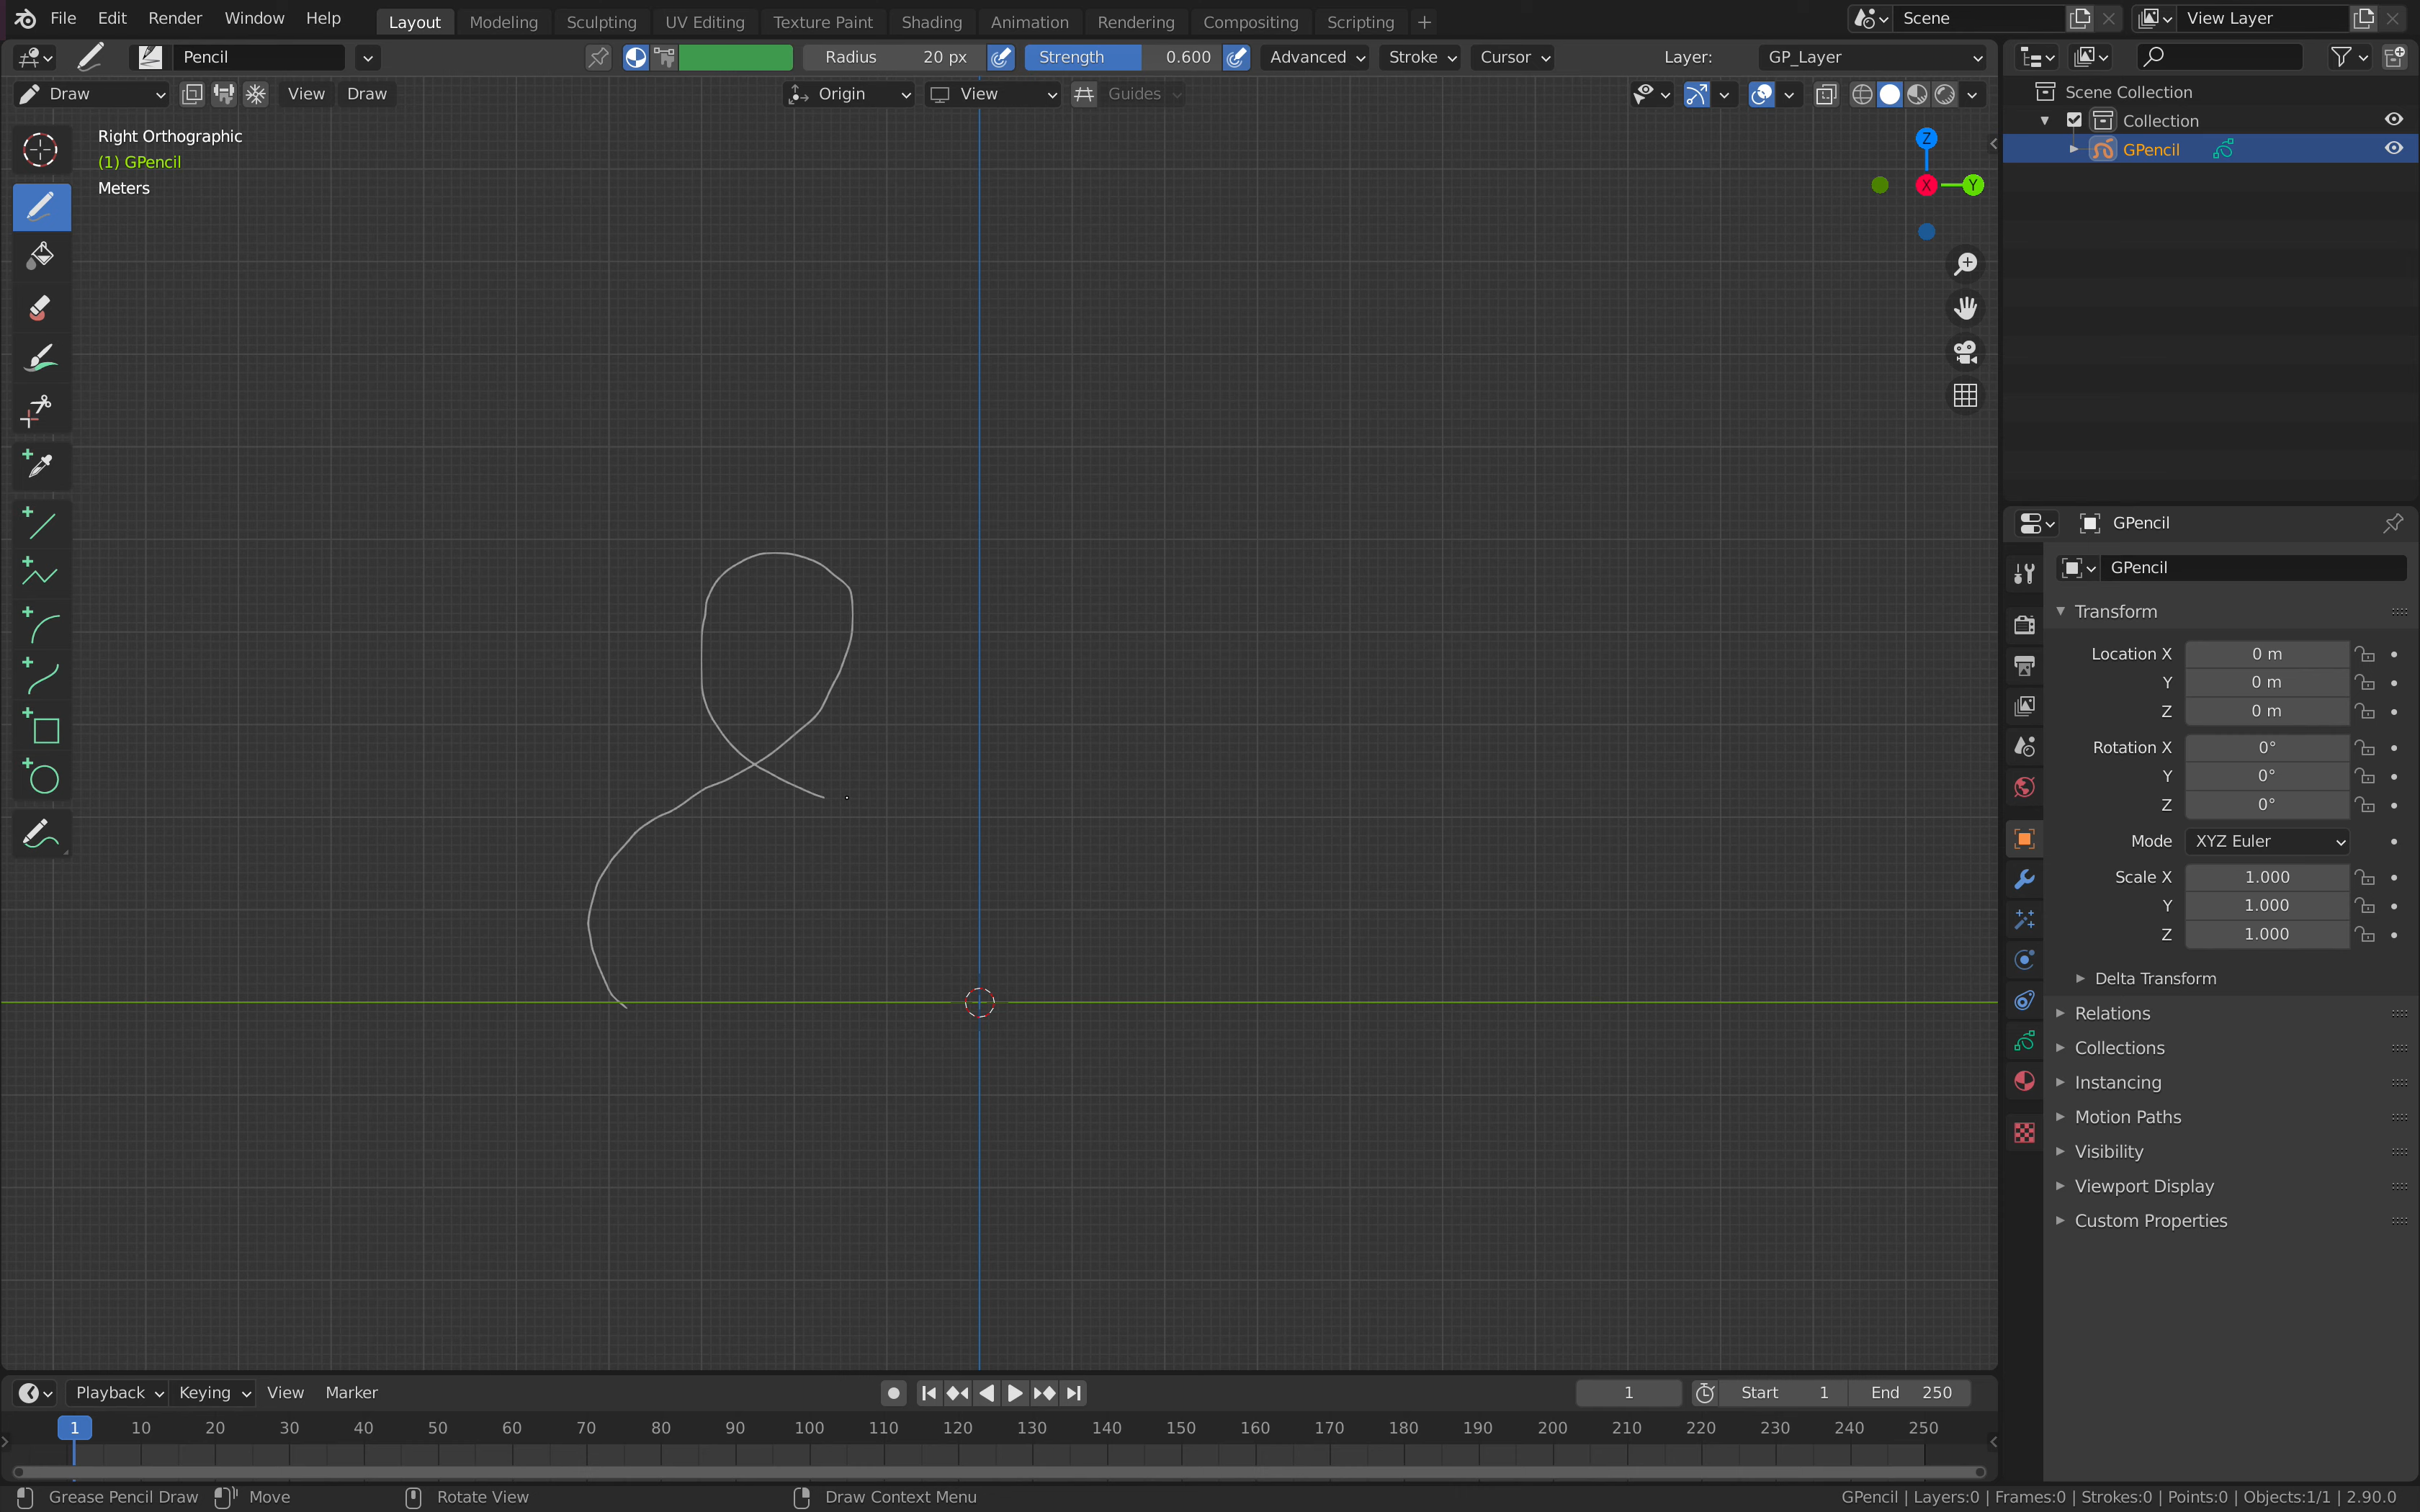 File Edit Render Window Help Layout Modeling Sculpting UV Editing Texture Paint Shading Animation Rendering Compositing Scripting + Scene View Layer
Pencil Radius 20 px Strength 0.600 Advanced Stroke Cursor Layer: GP_Layer
Draw View Draw Origin View Guides
Right Orthographic
(1) GPencil
Meters
Z
X
Y
Scene Collection
Collection
GPencil
GPencil
GPencil
Transform
Location X 0 m
Y 0 m
Z 0 m
Rotation X 0°
Y 0°
Z 0°
Mode XYZ Euler
Scale X 1.000
Y 1.000
Z 1.000
Delta Transform
Relations
Collections
Instancing
Motion Paths
Visibility
Viewport Display
Custom Properties
Playback Keying View Marker 1 Start 1 End 250
1 10 20 30 40 50 60 70 80 90 100 110 120 130 140 150 160 170 180 190 200 210 220 230 240 250
Grease Pencil Draw Move Rotate View Draw Context Menu GPencil | Layers:0 | Frames:0 | Strokes:0 | Points:0 | Objects:1/1 | 2.90.0